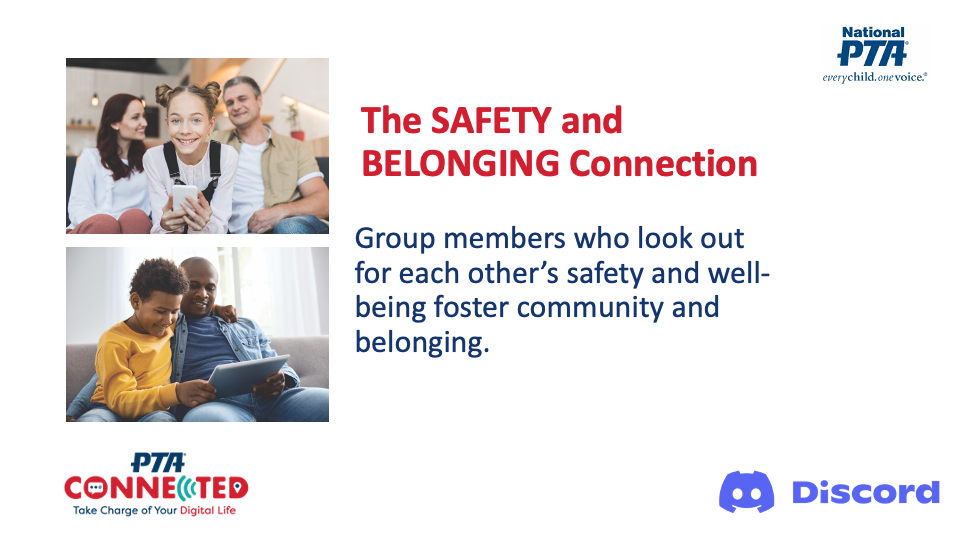 National
PTA®
everychild.onevoice.®
The SAFETY and
BELONGING Connection
Group members who look out
for each other’s safety and well-
being foster community and
belonging.
PTA®
CONNECTED
Take Charge of Your Digital Life
Discord